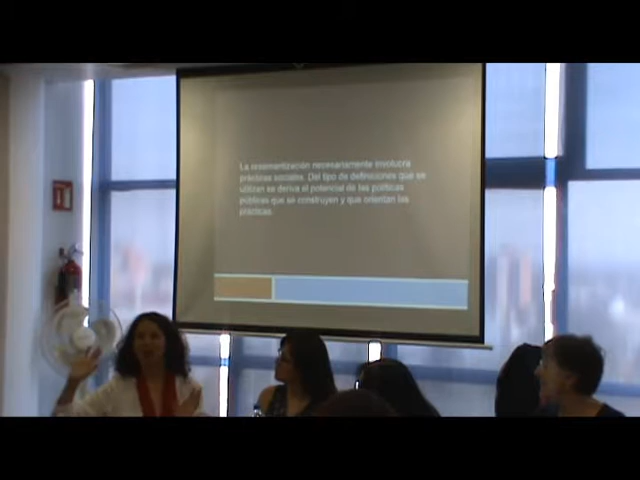 La presentización necesariamente involucra
prácticas sociales. Del tipo de definiciones que se
utilizan se deriva el potencial de las políticas
públicas que se construyen y que orientan las
prácticas.